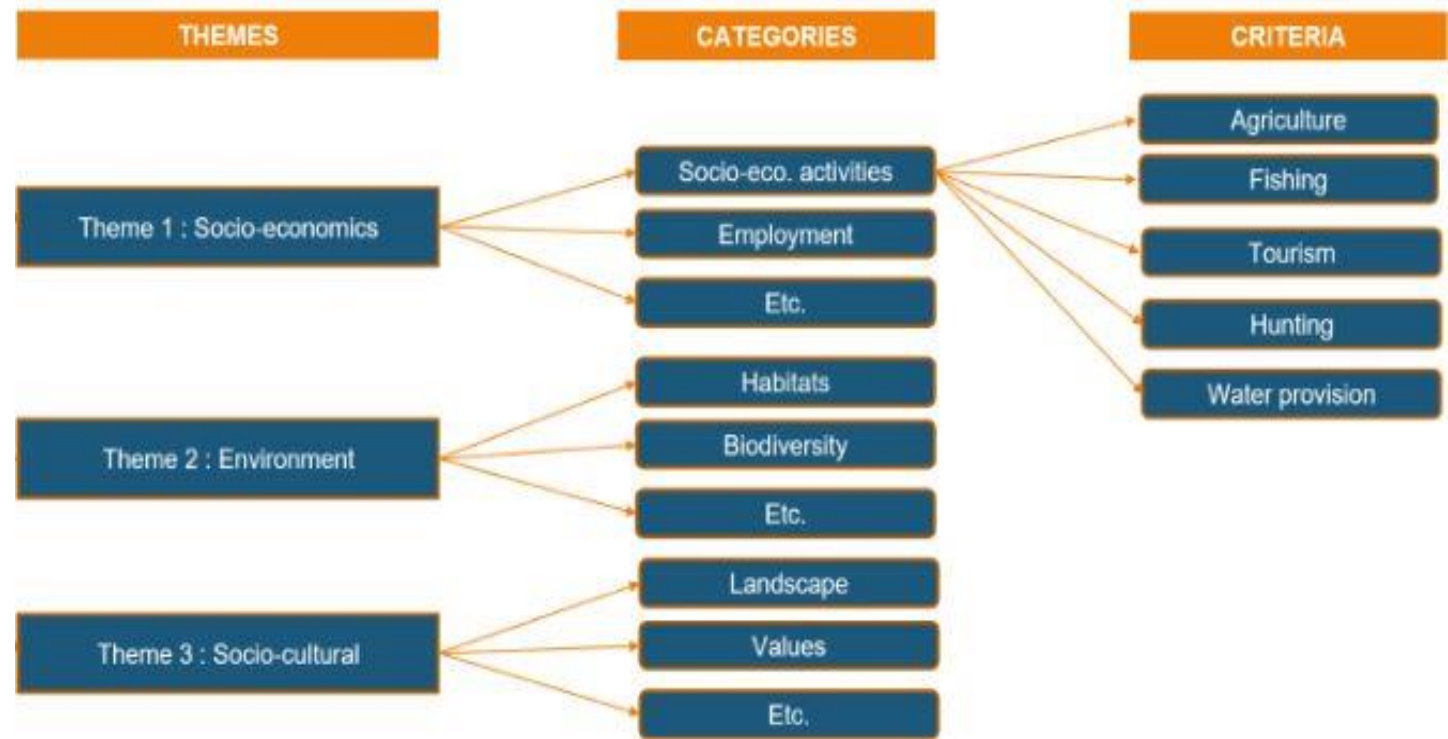 THEMES
CATEGORIES
CRITERIA
Theme 1 : Socio-economics
Socio-eco. activities
Employment
Etc.
Agriculture
Fishing
Tourism
Hunting
Water provision
Theme 2 : Environment
Habitats
Biodiversity
Etc.
Theme 3 : Socio-cultural
Landscape
Values
Etc.